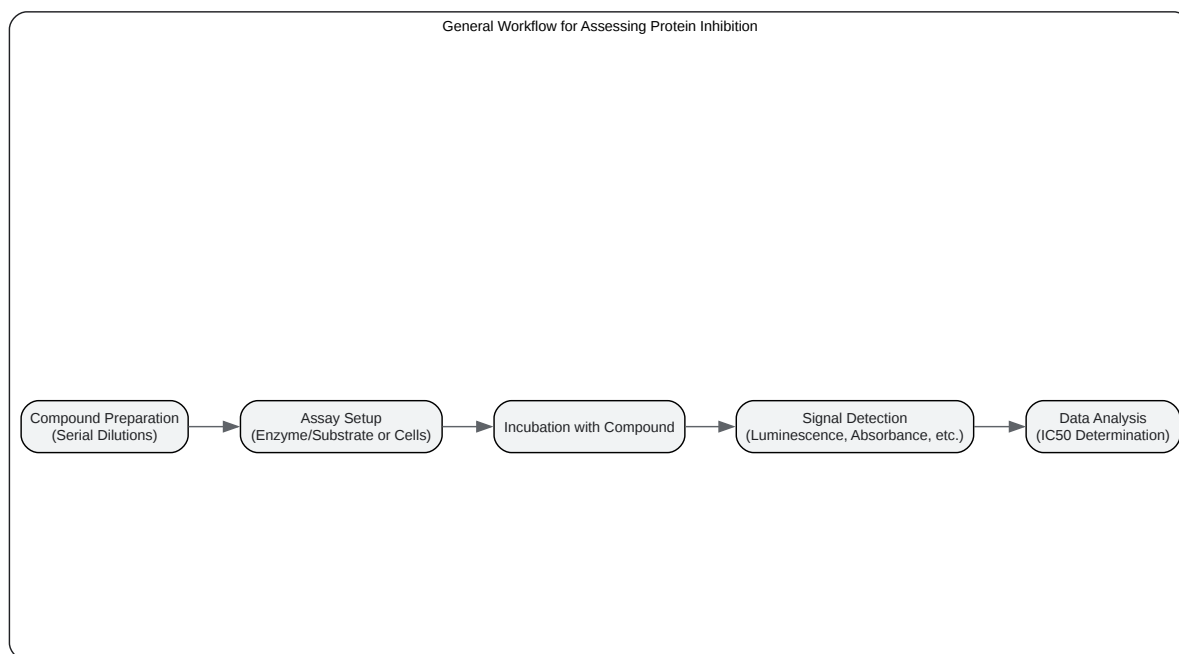 General Workflow for Assessing Protein Inhibition
Compound Preparation
(Serial Dilutions)
Assay Setup
(Enzyme/Substrate or Cells)
Incubation with Compound
Signal Detection
(Luminescence, Absorbance, etc.)
Data Analysis
(IC50 Determination)